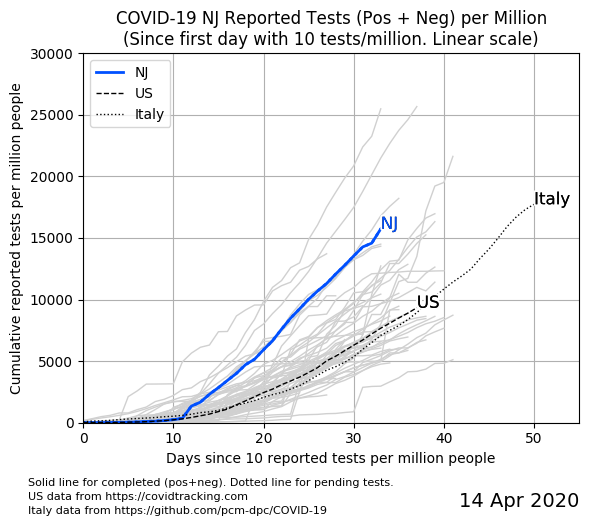 COVID-19 NJ Reported Tests (Pos + Neg) per Million
(Since first day with 10 tests/million. Linear scale)
Cumulative reported tests per million people
30000
25000
20000
15000
10000
5000
0
NJ
US
Italy
Italy
NJ
US
0 10 20 30 40 50
Days since 10 reported tests per million people
Solid line for completed (pos+neg). Dotted line for pending tests.
US data from https://covidtracking.com
Italy data from https://github.com/pcm-dpc/COVID-19
14 Apr 2020